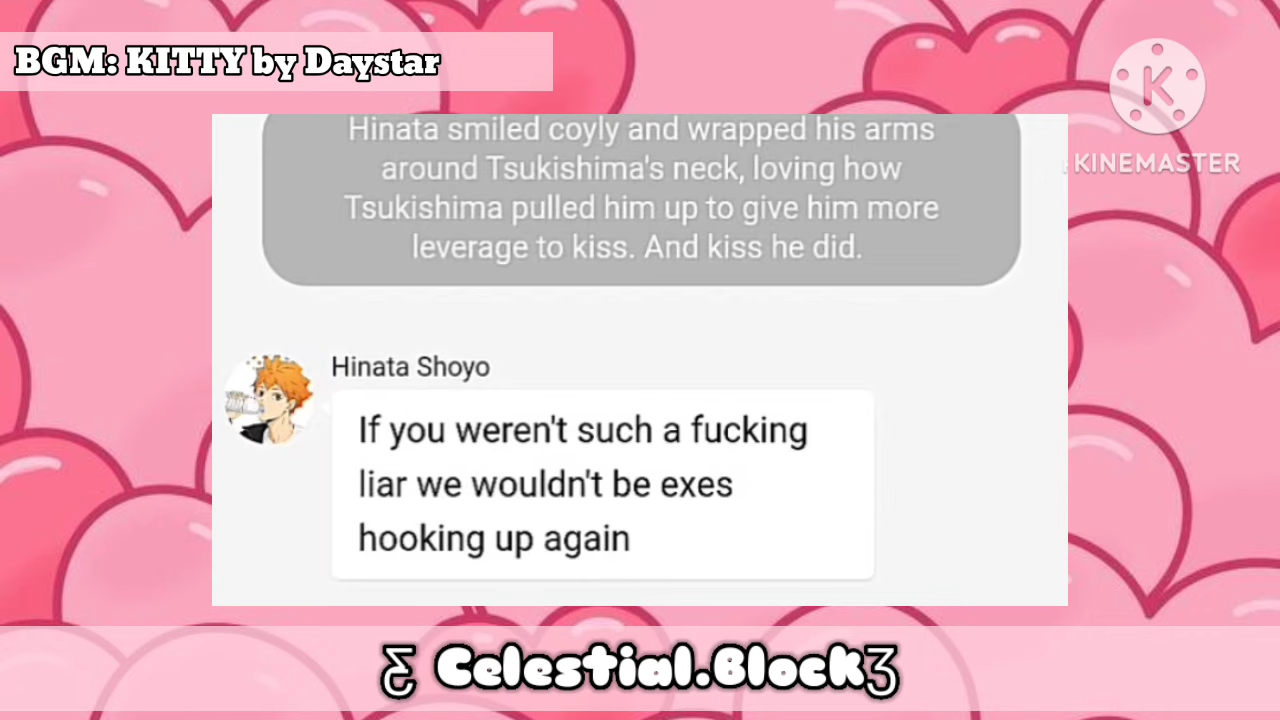 BGM: KITTY by Daystar
KINEMASTER
Hinata smiled coyly and wrapped his arms
around Tsukishima's neck, loving how
Tsukishima pulled him up to give him more
leverage to kiss. And kiss he did.
Hinata Shoyo
If you weren't such a fucking
liar we wouldn't be exes
hooking up again
Ƹ Celestial.BlockƷ